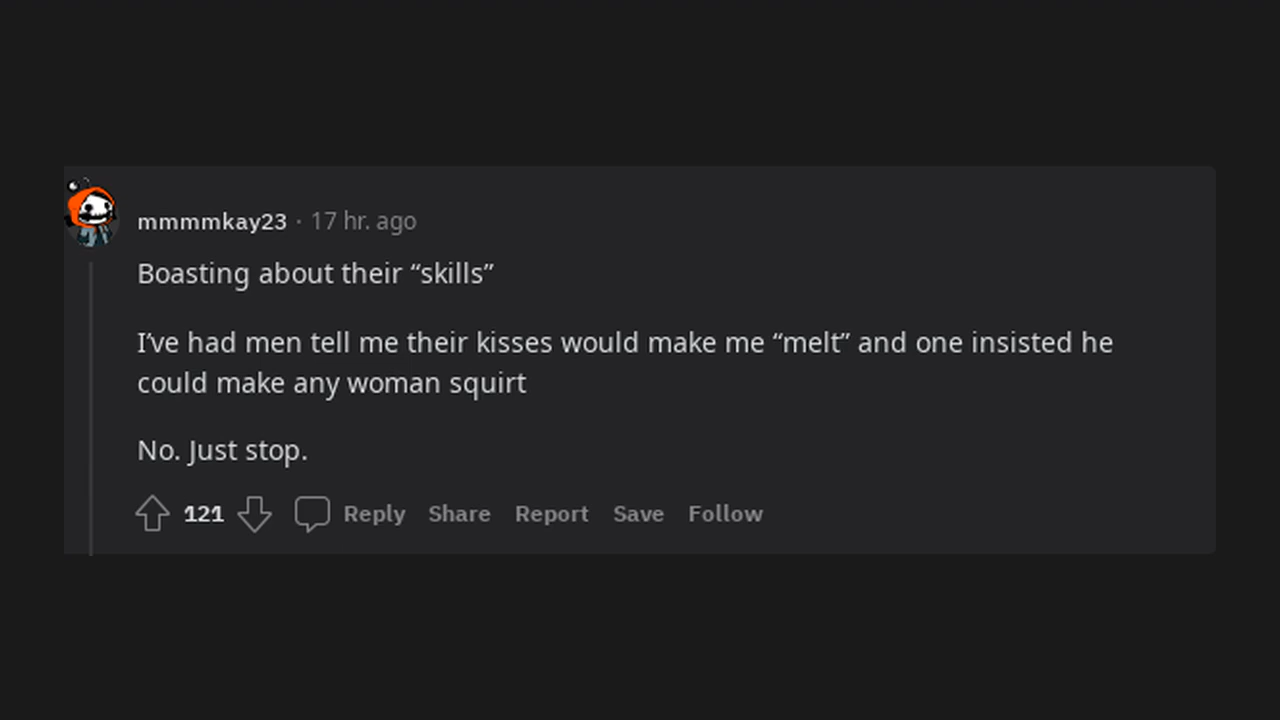 mmmmkay23 · 17 hr. ago
Boasting about their “skills”
I’ve had men tell me their kisses would make me “melt” and one insisted he
could make any woman squirt
No. Just stop.
121 Reply Share Report Save Follow